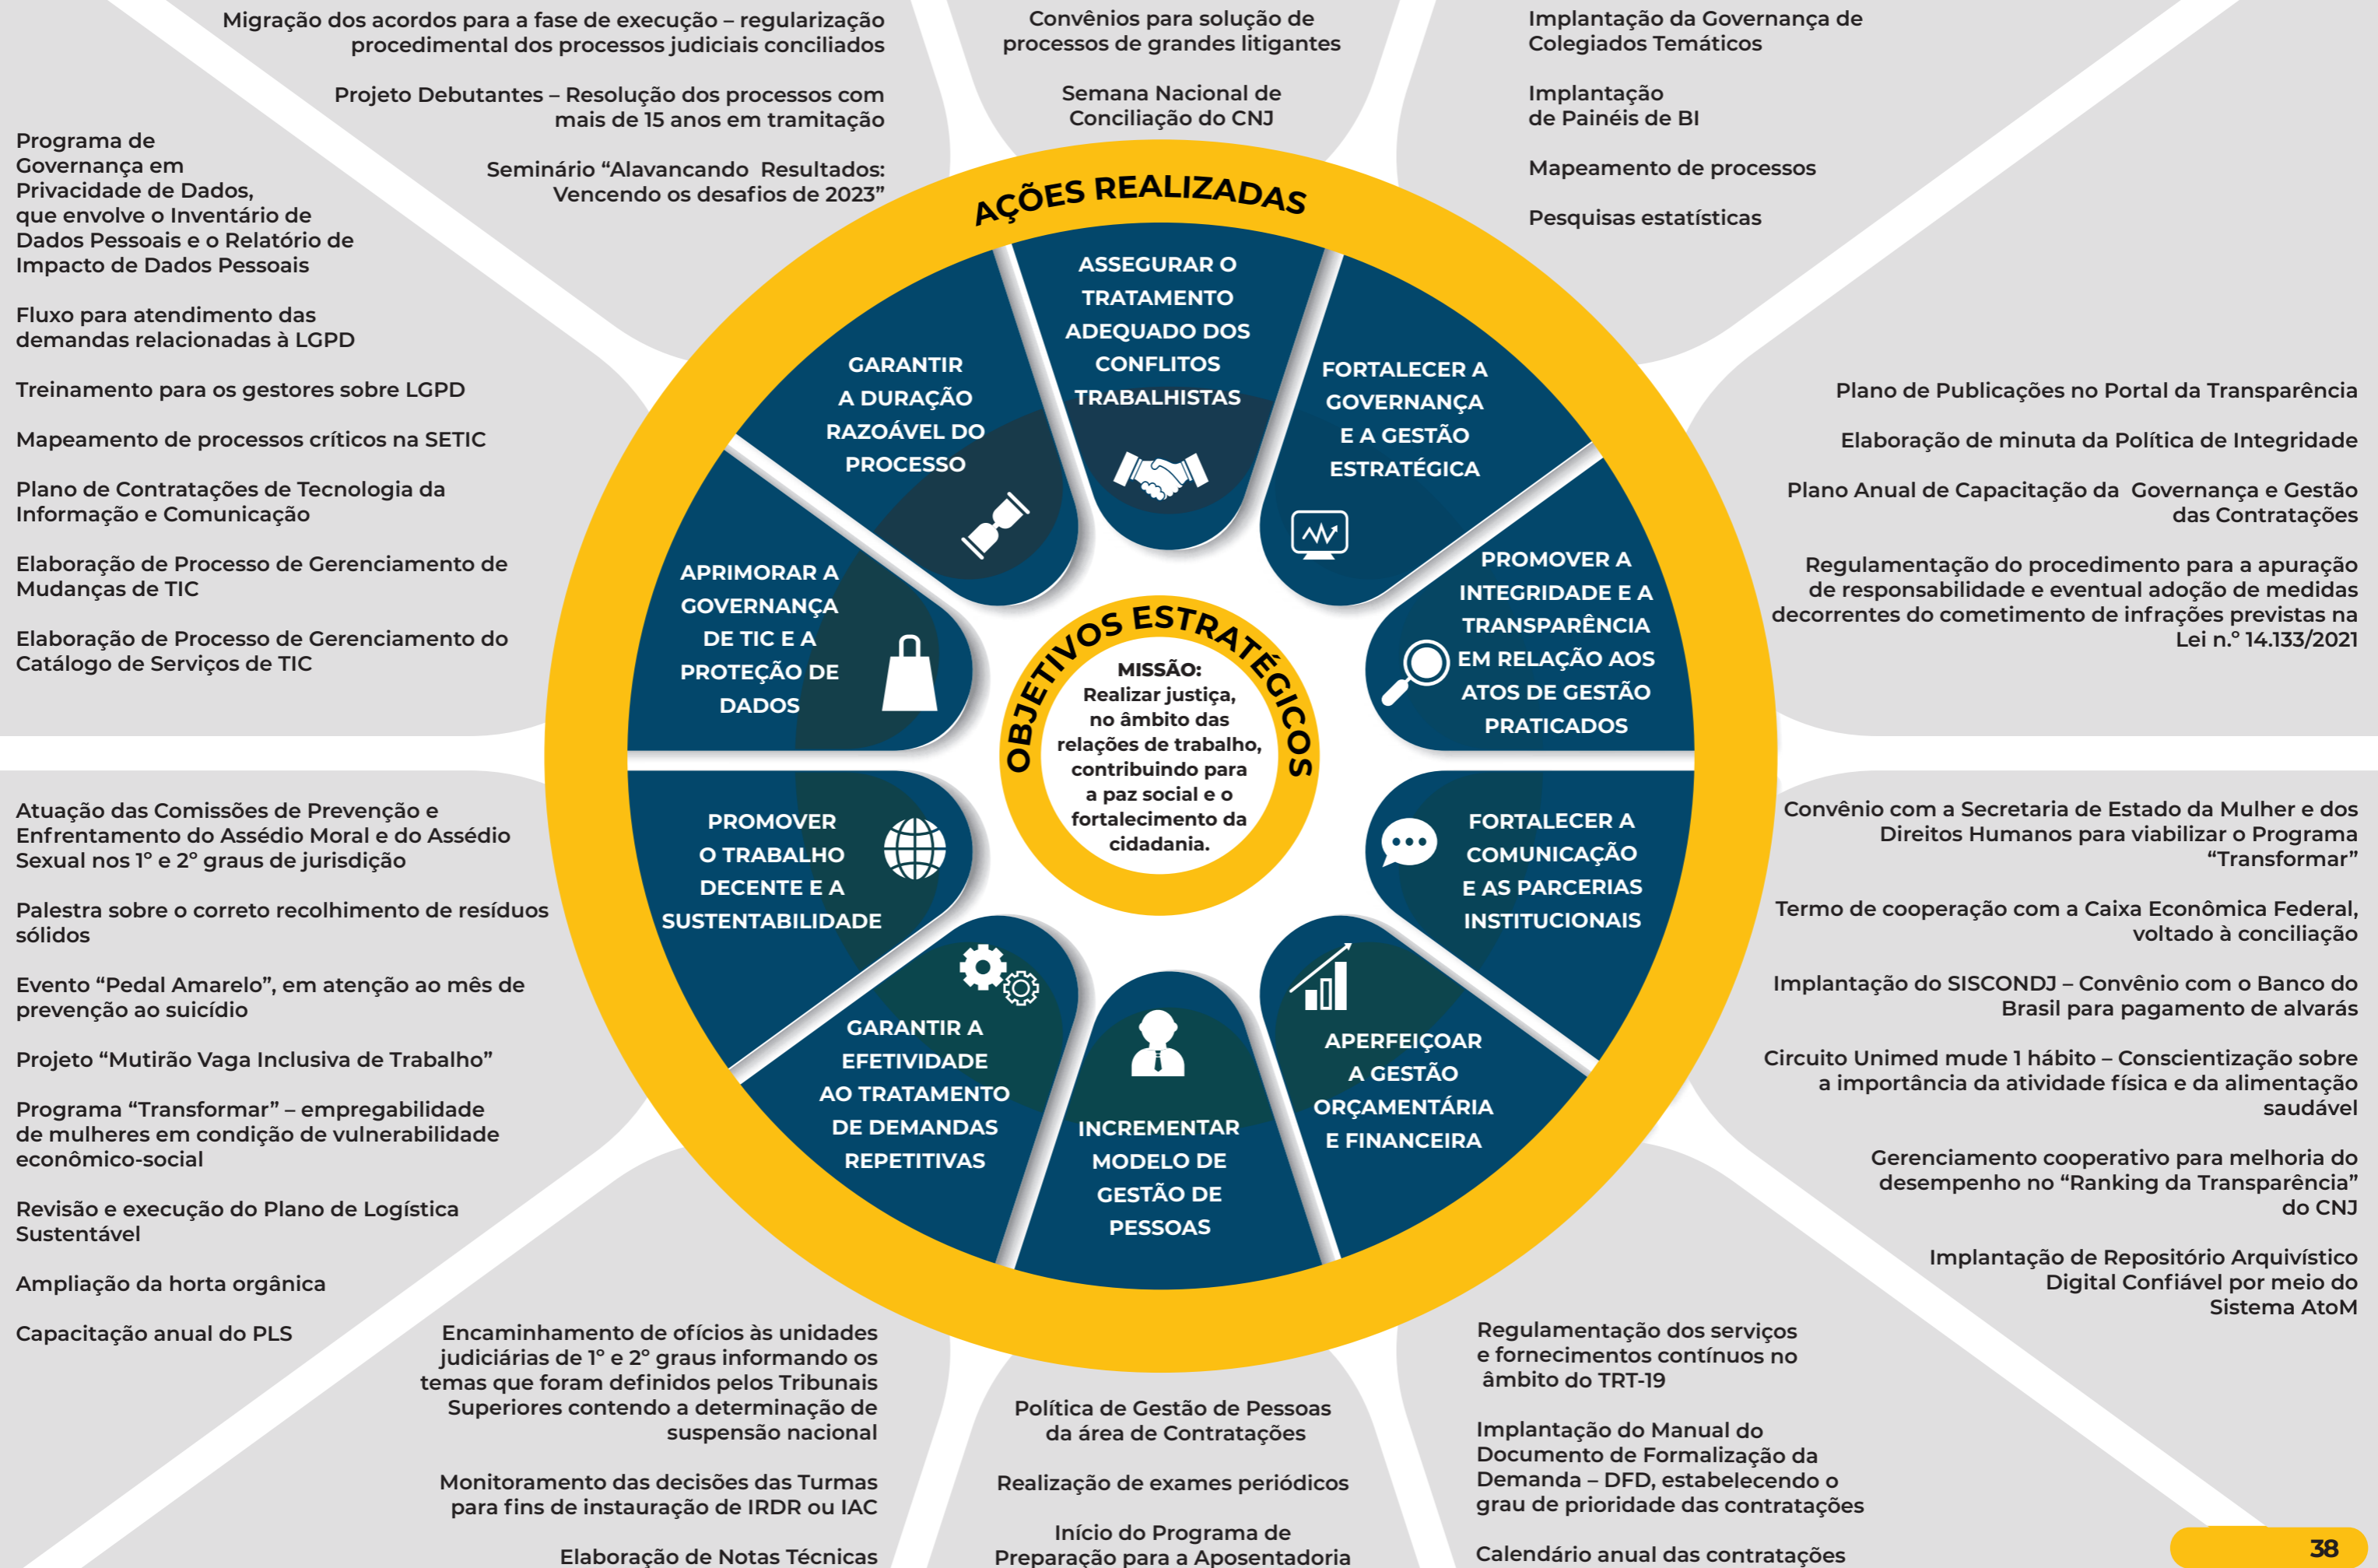 Migração dos acordos para a fase de execução – regularização
procedimental dos processos judiciais conciliados
Projeto Debutantes – Resolução dos processos com
mais de 15 anos em tramitação
Seminário “Alavancando Resultados:
Vencendo os desafios de 2023”
Convênios para solução de
processos de grandes litigantes
Semana Nacional de
Conciliação do CNJ
Implantação da Governança de
Colegiados Temáticos
Implantação
de Painéis de BI
Mapeamento de processos
Pesquisas estatísticas
Programa de
Governança em
Privacidade de Dados,
que envolve o Inventário de
Dados Pessoais e o Relatório de
Impacto de Dados Pessoais
Fluxo para atendimento das
demandas relacionadas à LGPD
Treinamento para os gestores sobre LGPD
Mapeamento de processos críticos na SETIC
Plano de Contratações de Tecnologia da
Informação e Comunicação
Elaboração de Processo de Gerenciamento de
Mudanças de TIC
Elaboração de Processo de Gerenciamento do
Catálogo de Serviços de TIC
AÇÕES REALIZADAS
ASSEGURAR O
TRATAMENTO
ADEQUADO DOS
CONFLITOS
TRABALHISTAS
GARANTIR
A DURAÇÃO
RAZOÁVEL DO
PROCESSO
FORTALECER A
GOVERNANÇA
E A GESTÃO
ESTRATÉGICA
APRIMORAR A
GOVERNANÇA
DE TIC E A
PROTEÇÃO DE
DADOS
PROMOVER A
INTEGRIDADE E A
TRANSPARÊNCIA
EM RELAÇÃO AOS
ATOS DE GESTÃO
PRATICADOS
OBJETIVOS ESTRATÉGICOS
MISSÃO:
Realizar justiça,
no âmbito das
relações de trabalho,
contribuindo para
a paz social e o
fortalecimento da
cidadania.
PROMOVER
O TRABALHO
DECENTE E A
SUSTENTABILIDADE
FORTALECER A
COMUNICAÇÃO
E AS PARCERIAS
INSTITUCIONAIS
GARANTIR A
EFETIVIDADE
AO TRATAMENTO
DE DEMANDAS
REPETITIVAS
INCREMENTAR
MODELO DE
GESTÃO DE
PESSOAS
APERFEIÇOAR
A GESTÃO
ORÇAMENTÁRIA
E FINANCEIRA
Plano de Publicações no Portal da Transparência
Elaboração de minuta da Política de Integridade
Plano Anual de Capacitação da Governança e Gestão
das Contratações
Regulamentação do procedimento para a apuração
de responsabilidade e eventual adoção de medidas
decorrentes do cometimento de infrações previstas na
Lei n.º 14.133/2021
Atuação das Comissões de Prevenção e
Enfrentamento do Assédio Moral e do Assédio
Sexual nos 1º e 2º graus de jurisdição
Palestra sobre o correto recolhimento de resíduos
sólidos
Evento “Pedal Amarelo”, em atenção ao mês de
prevenção ao suicídio
Projeto “Mutirão Vaga Inclusiva de Trabalho”
Programa “Transformar” – empregabilidade
de mulheres em condição de vulnerabilidade
econômico-social
Revisão e execução do Plano de Logística
Sustentável
Ampliação da horta orgânica
Capacitação anual do PLS
Convênio com a Secretaria de Estado da Mulher e dos
Direitos Humanos para viabilizar o Programa
“Transformar”
Termo de cooperação com a Caixa Econômica Federal,
voltado à conciliação
Implantação do SISCONDJ – Convênio com o Banco do
Brasil para pagamento de alvarás
Circuito Unimed mude 1 hábito – Conscientização sobre
a importância da atividade física e da alimentação
saudável
Gerenciamento cooperativo para melhoria do
desempenho no “Ranking da Transparência”
do CNJ
Implantação de Repositório Arquivístico
Digital Confiável por meio do
Sistema AtoM
Encaminhamento de ofícios às unidades
judiciárias de 1º e 2º graus informando os
temas que foram definidos pelos Tribunais
Superiores contendo a determinação de
suspensão nacional
Monitoramento das decisões das Turmas
para fins de instauração de IRDR ou IAC
Elaboração de Notas Técnicas
Política de Gestão de Pessoas
da área de Contratações
Realização de exames periódicos
Início do Programa de
Preparação para a Aposentadoria
Regulamentação dos serviços
e fornecimentos contínuos no
âmbito do TRT-19
Implantação do Manual do
Documento de Formalização da
Demanda – DFD, estabelecendo o
grau de prioridade das contratações
Calendário anual das contratações
38